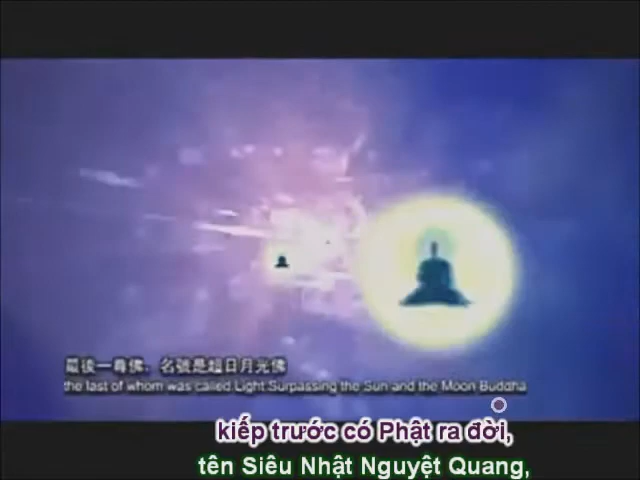 最後一尊佛、名號是超日月光佛
the last of whom was called Light Surpassing the Sun and the Moon Buddha
kiếp trước có Phật ra đời,
tên Siêu Nhật Nguyệt Quang,